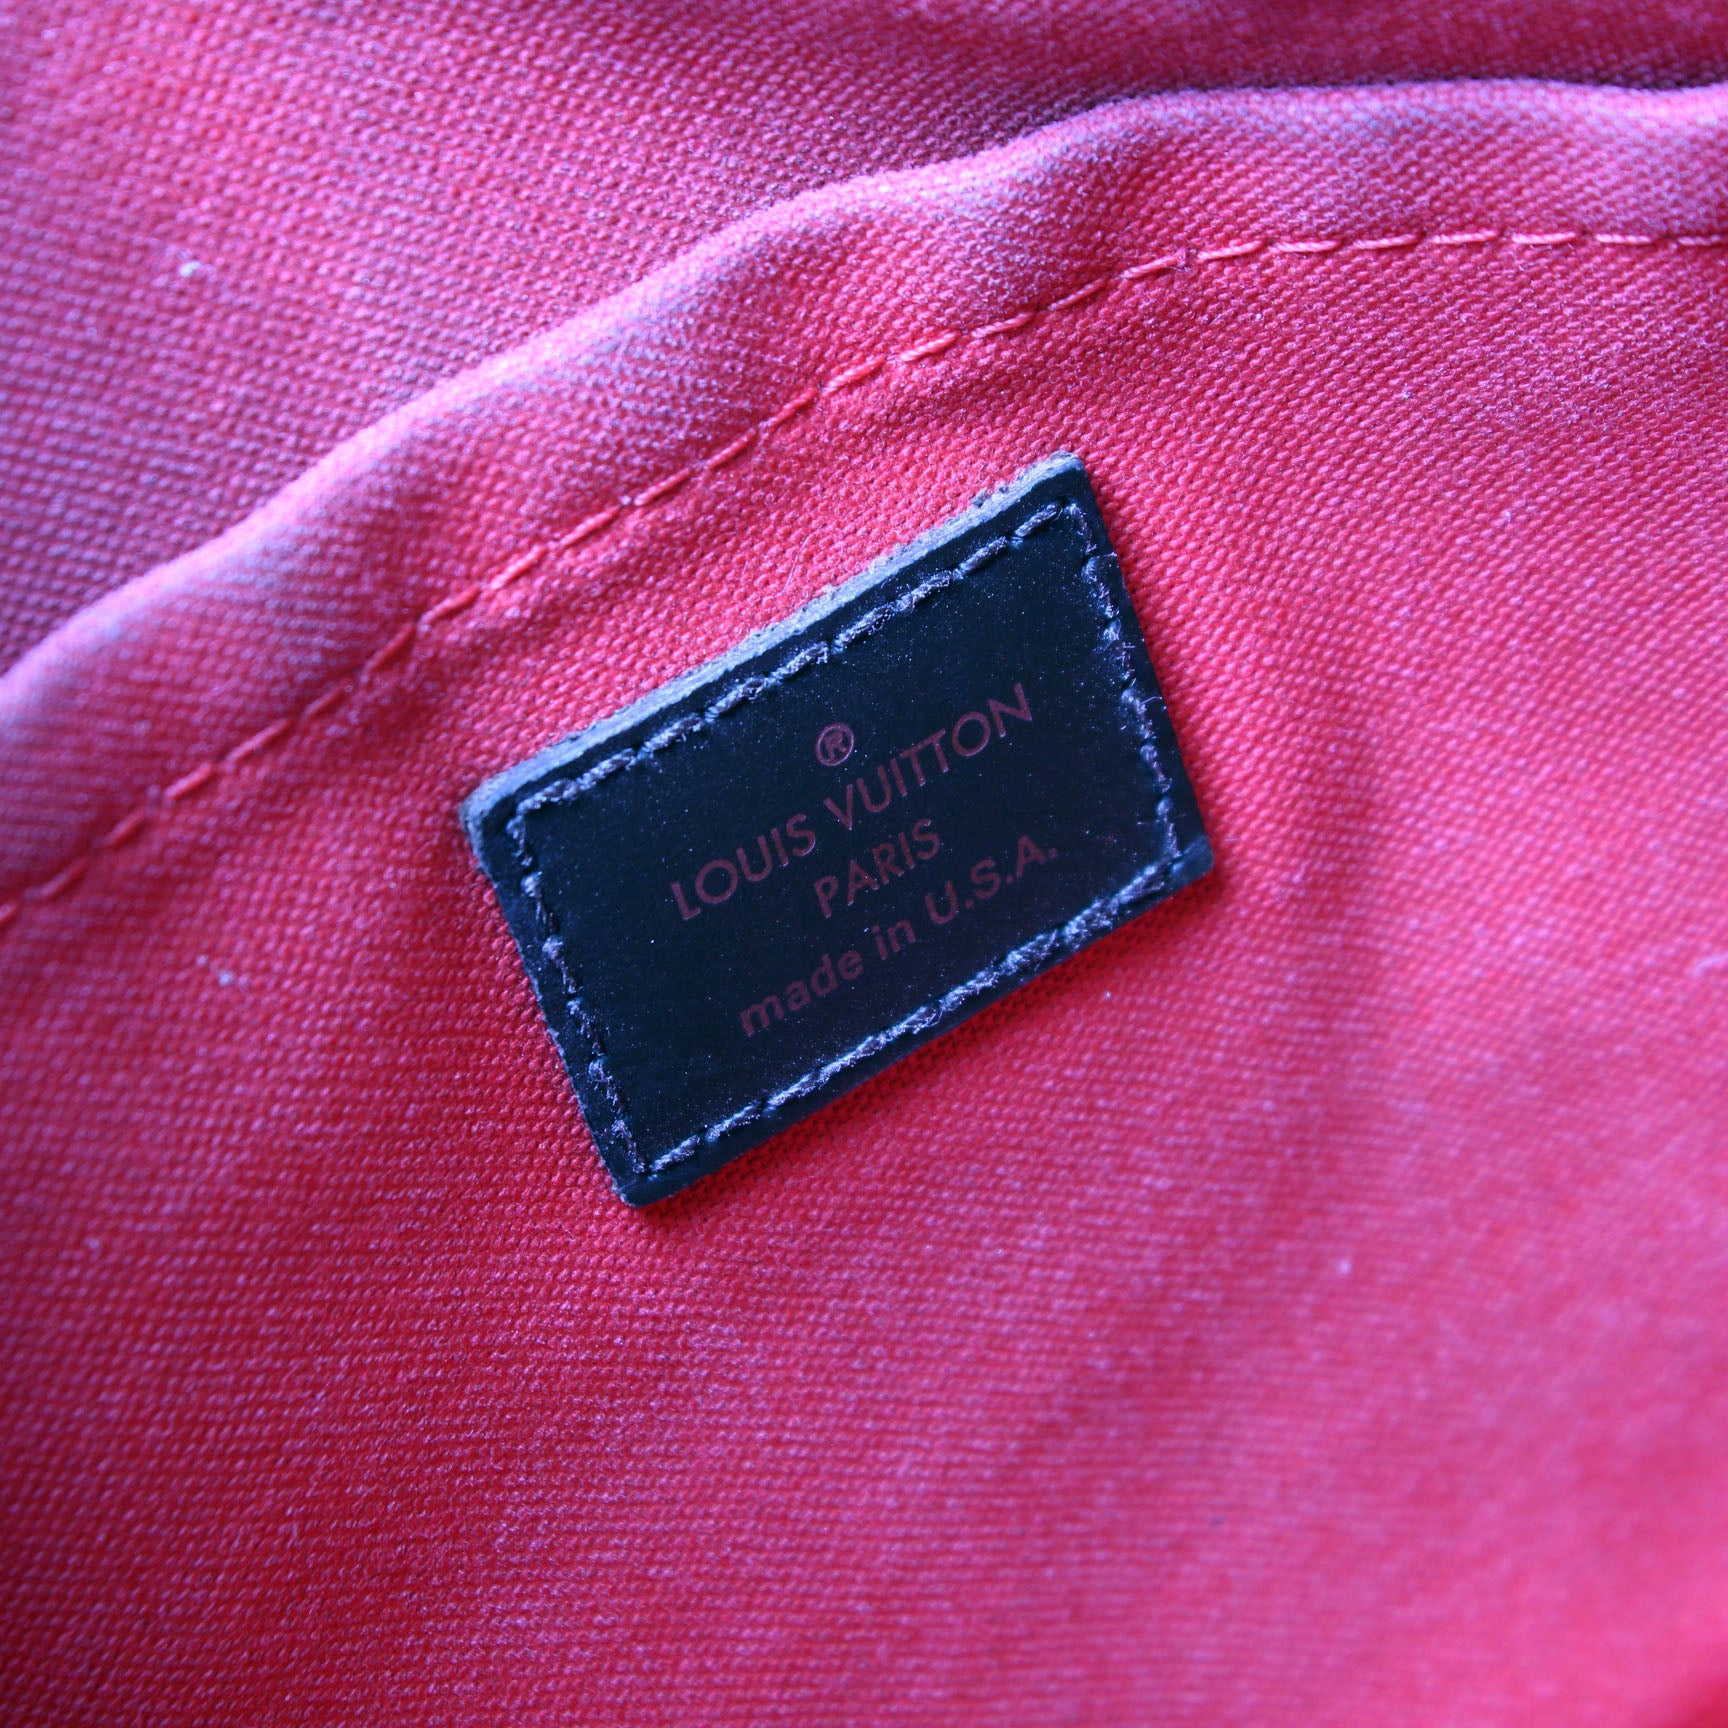 ®
LOUIS VUITTON
PARIS
made in U.S.A.